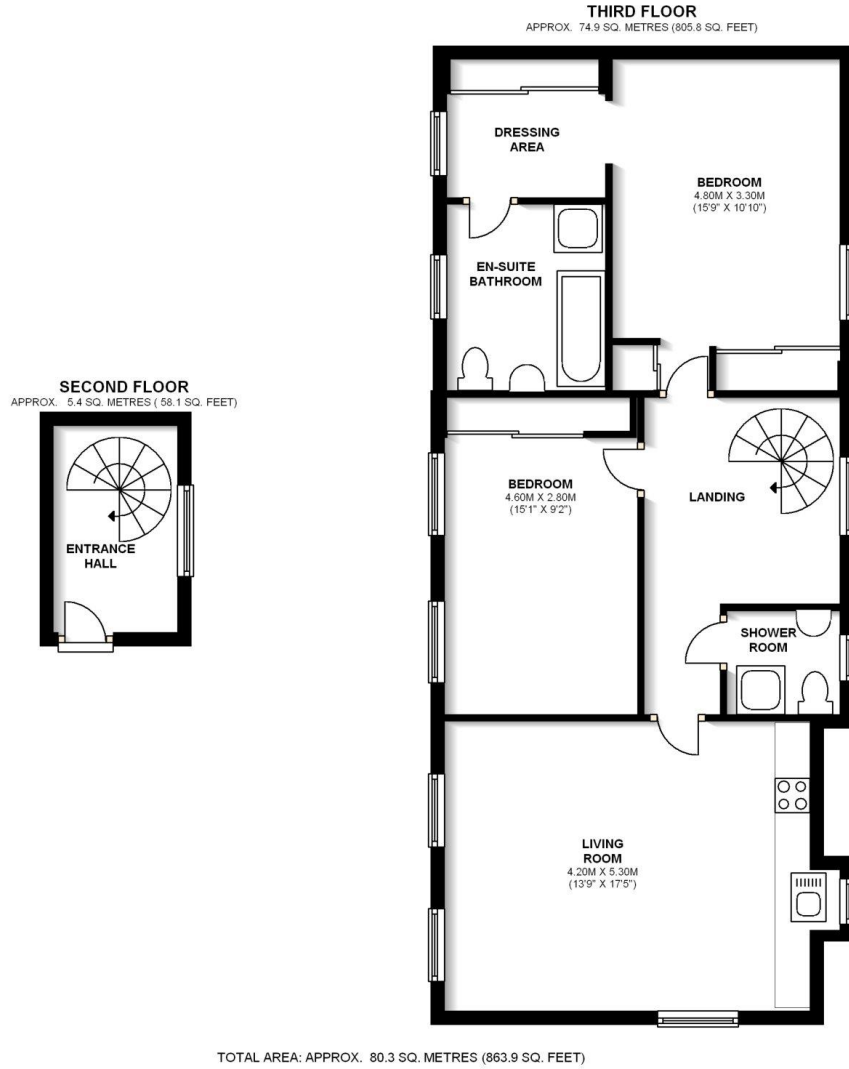 THIRD FLOOR
APPROX. 74.9 SQ. METRES (805.8 SQ. FEET)
DRESSING
AREA
BEDROOM
4.80M X 3.30M
(15'9" X 10'10")
EN-SUITE
BATHROOM
SECOND FLOOR
APPROX. 5.4 SQ. METRES ( 58.1 SQ. FEET)
ENTRANCE
HALL
BEDROOM
4.60M X 2.80M
(15'1" X 9'2")
LANDING
SHOWER
ROOM
LIVING
ROOM
4.20M X 5.30M
(13'9" X 17'5")
TOTAL AREA: APPROX. 80.3 SQ. METRES (863.9 SQ. FEET)